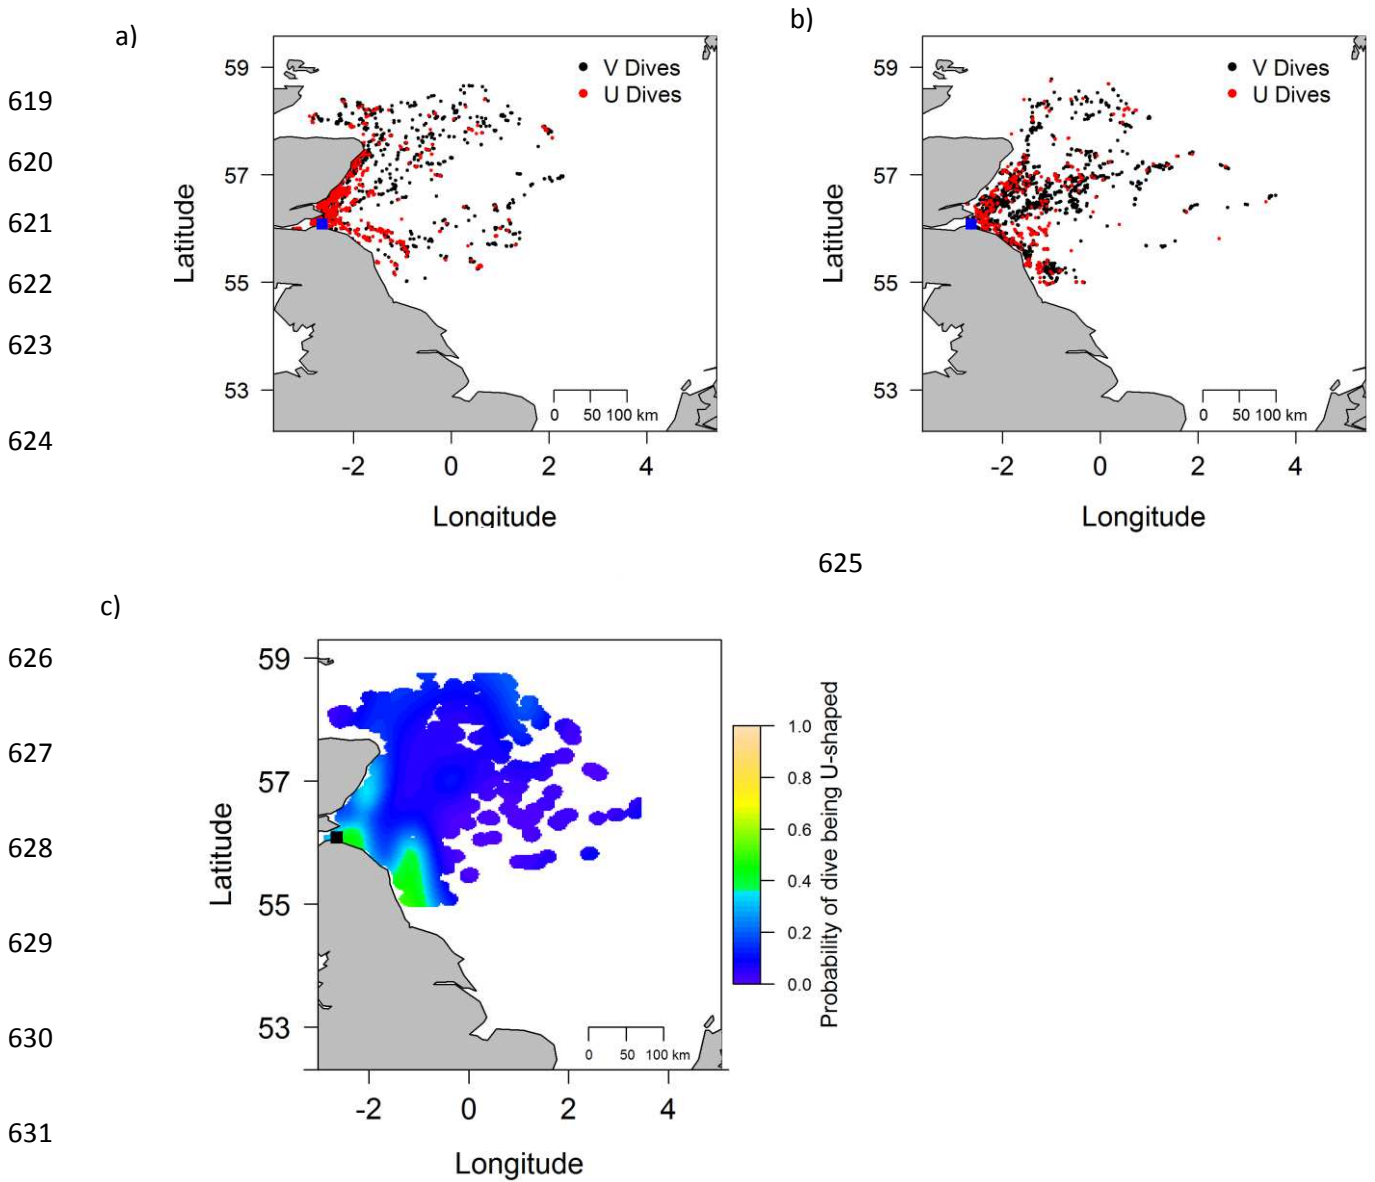 a)
b)
59
57
55
53
-2
0
2
4
Latitude
Longitude
V Dives
U Dives
0 50 100 km
59
57
55
53
-2
0
2
4
Latitude
Longitude
V Dives
U Dives
0 50 100 km
619
620
621
622
623
624
625
c)
59
57
55
53
-2
0
2
4
Latitude
Longitude
0 50 100 km
1.0
0.8
0.6
0.4
0.2
0.0
Probability of dive being U-shaped
626
627
628
629
630
631